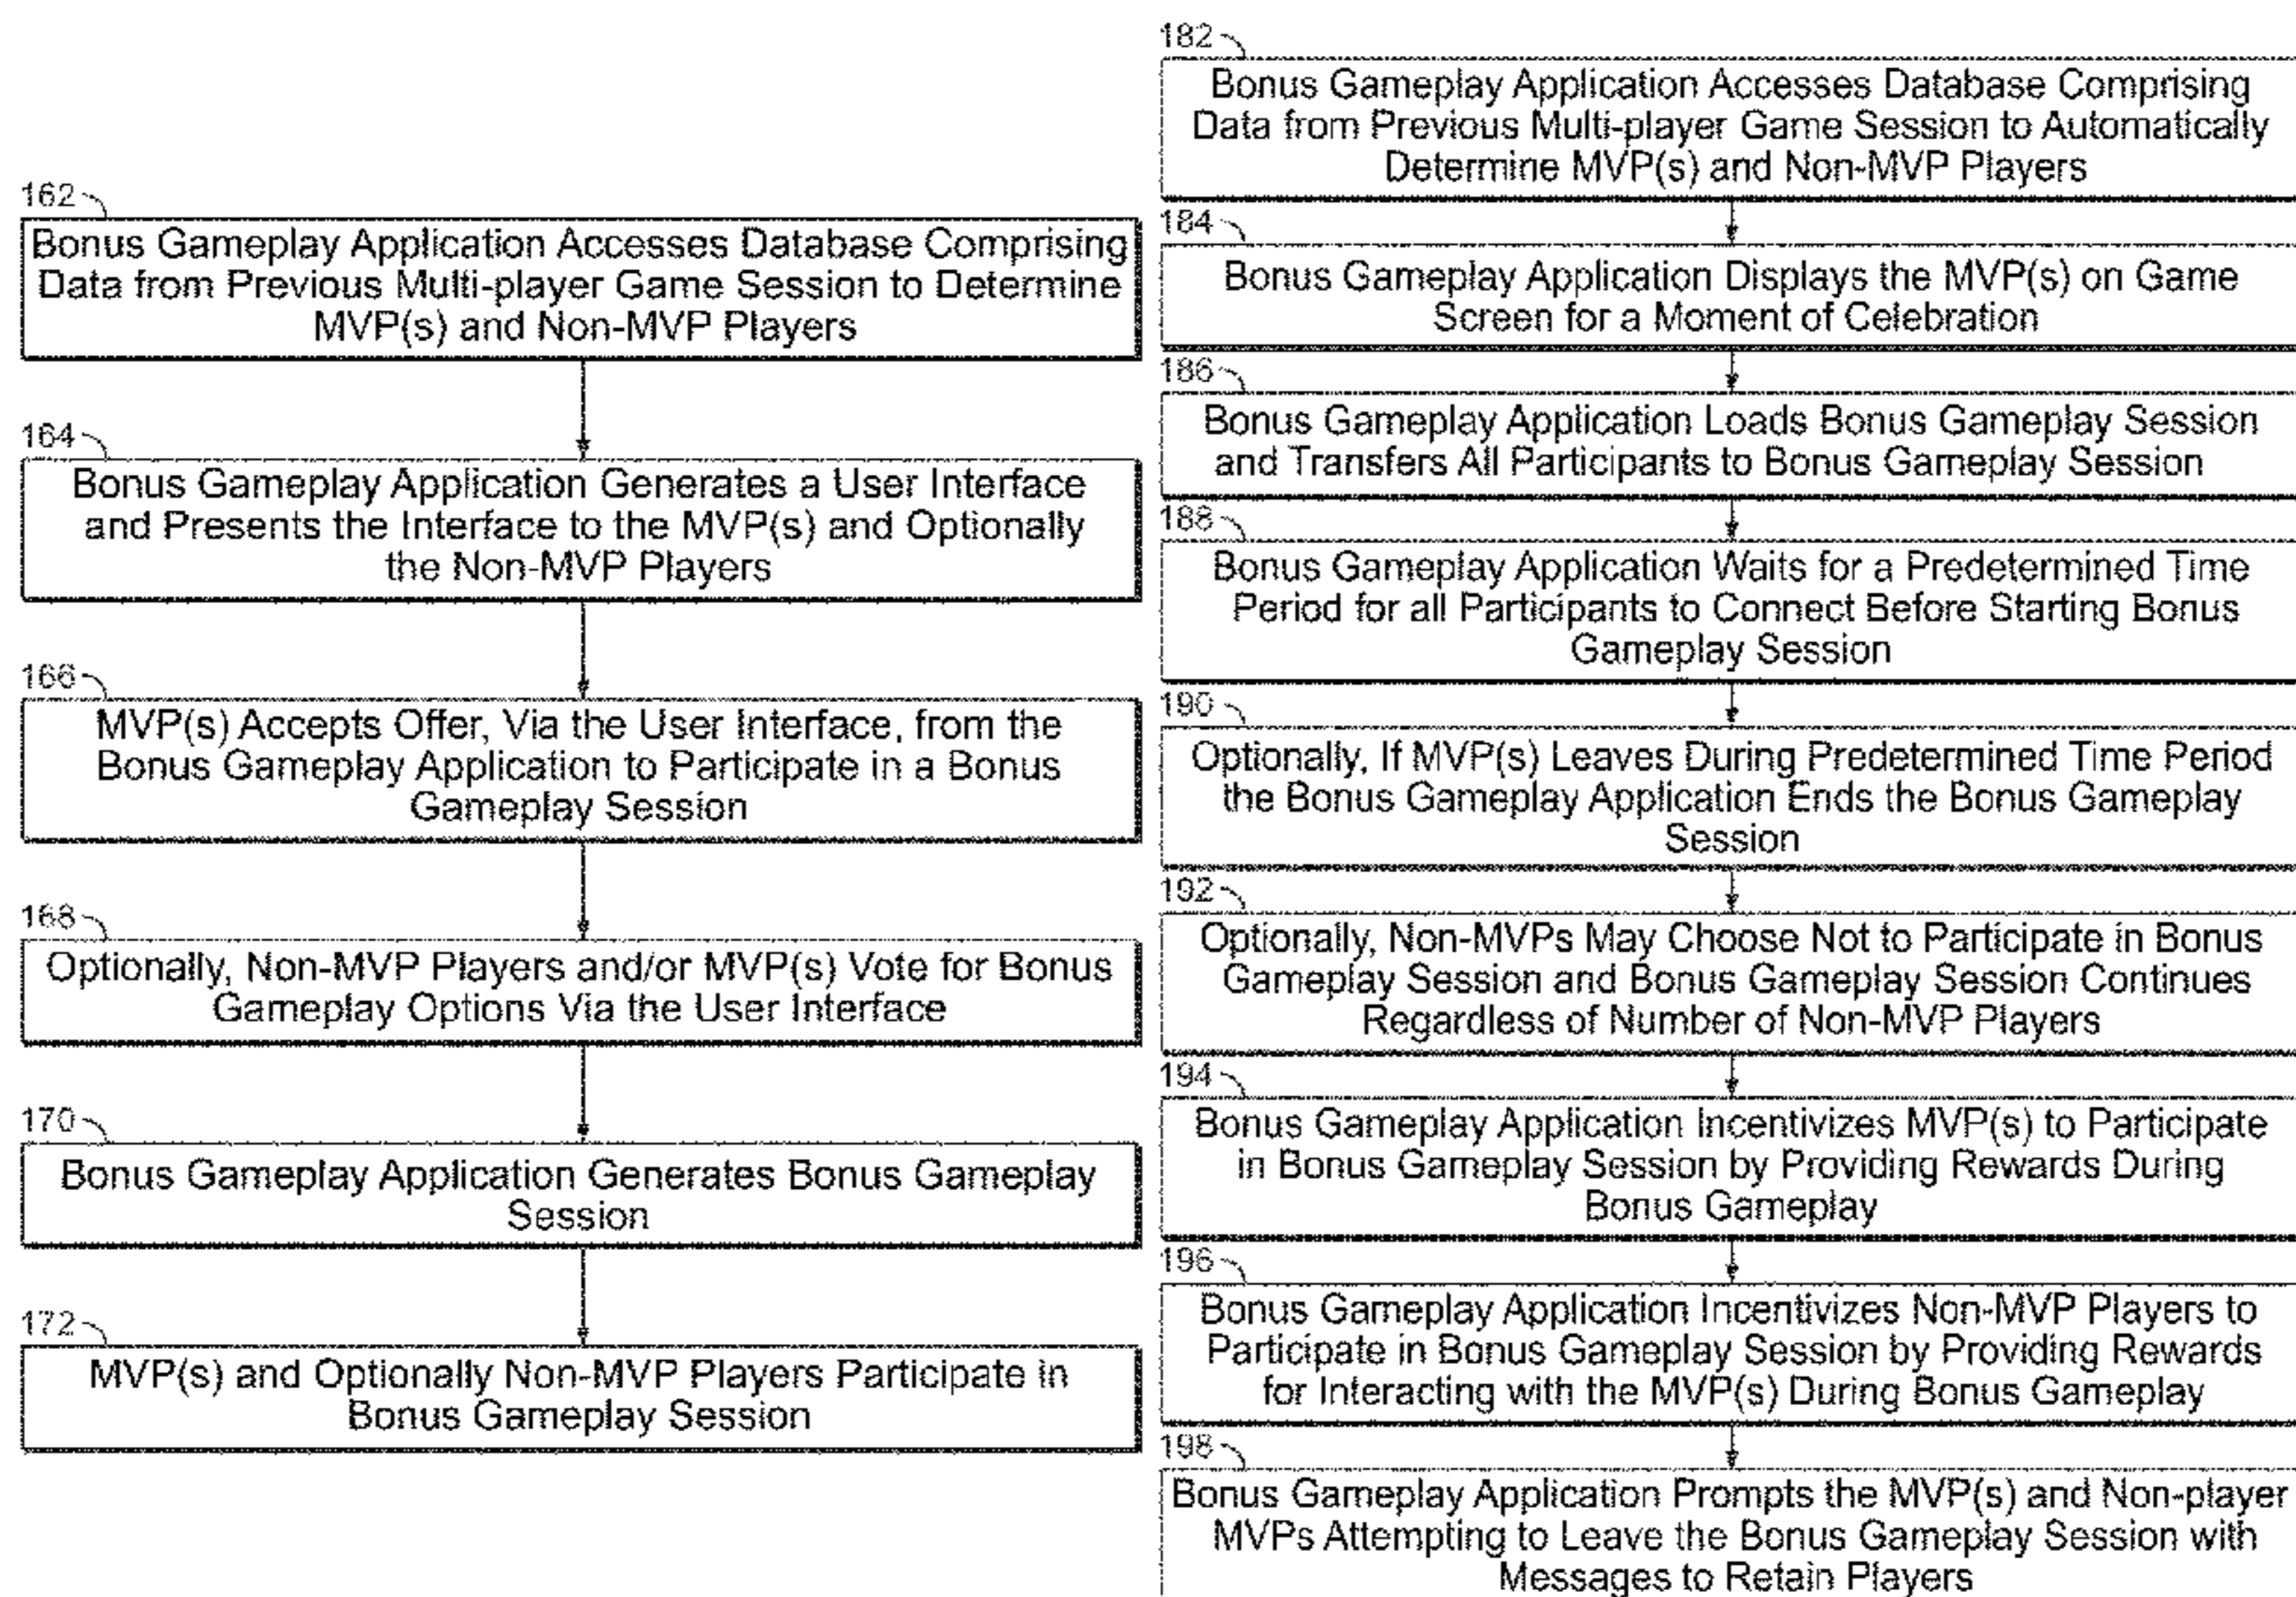 162
Bonus Gameplay Application Accesses Database Comprising
Data from Previous Multi-player Game Session to Determine
MVP(s) and Non-MVP Players
164
Bonus Gameplay Application Generates a User Interface
and Presents the Interface to the MVP(s) and Optionally
the Non-MVP Players
166
MVP(s) Accepts Offer, Via the User Interface, from the
Bonus Gameplay Application to Participate in a Bonus
Gameplay Session
168
Optionally, Non-MVP Players and/or MVP(s) Vote for Bonus
Gameplay Options Via the User Interface
170
Bonus Gameplay Application Generates Bonus Gameplay
Session
172
MVP(s) and Optionally Non-MVP Players Participate in
Bonus Gameplay Session
182
Bonus Gameplay Application Accesses Database Comprising
Data from Previous Multi-player Game Session to Automatically
Determine MVP(s) and Non-MVP Players
184
Bonus Gameplay Application Displays the MVP(s) on Game
Screen for a Moment of Celebration
186
Bonus Gameplay Application Loads Bonus Gameplay Session
and Transfers All Participants to Bonus Gameplay Session
188
Bonus Gameplay Application Waits for a Predetermined Time
Period for all Participants to Connect Before Starting Bonus
Gameplay Session
190
Optionally, If MVP(s) Leaves During Predetermined Time Period
the Bonus Gameplay Application Ends the Bonus Gameplay
Session
192
Optionally, Non-MVPs May Choose Not to Participate in Bonus
Gameplay Session and Bonus Gameplay Session Continues
Regardless of Number of Non-MVP Players
194
Bonus Gameplay Application Incentivizes MVP(s) to Participate
in Bonus Gameplay Session by Providing Rewards During
Bonus Gameplay
196
Bonus Gameplay Application Incentivizes Non-MVP Players to
Participate in Bonus Gameplay Session by Providing Rewards
for Interacting with the MVP(s) During Bonus Gameplay
198
Bonus Gameplay Application Prompts the MVP(s) and Non-player
MVPs Attempting to Leave the Bonus Gameplay Session with
Messages to Retain Players